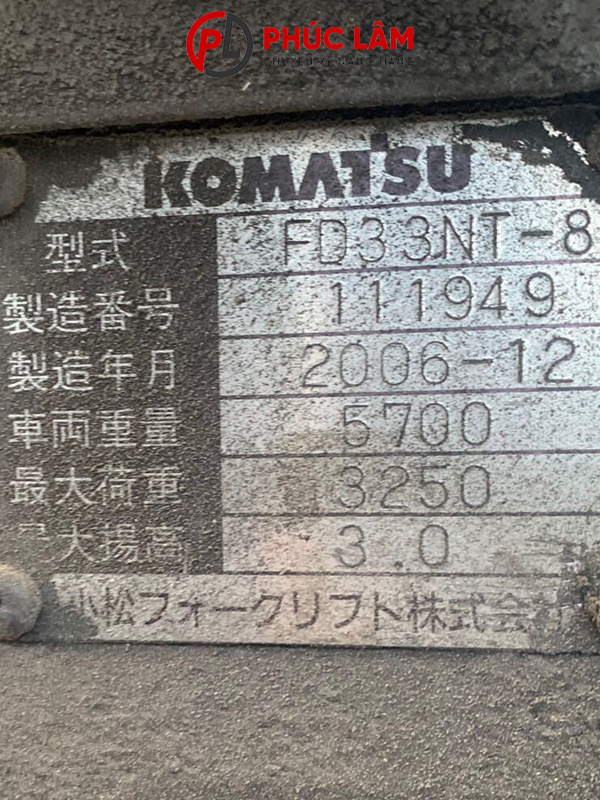 PHÚC LÂM
KOMATSU
型式 FD33NT-8
製造番号 111949
製造年月 2006-12
車両重量 5700
最大荷重 3250
大揚高 3.0
小松フォークリフト株式会